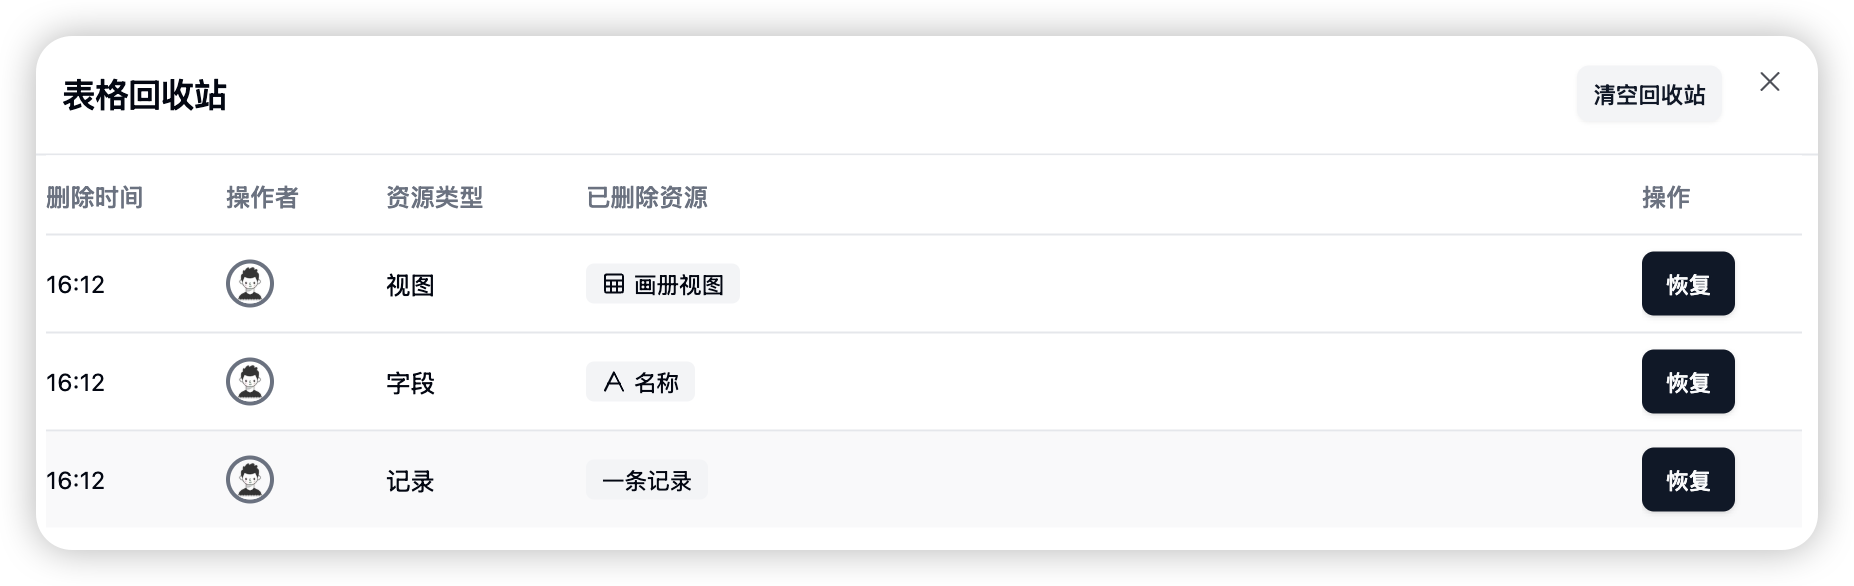 表格回收站
清空回收站
删除时间 操作者 资源类型 已删除资源 操作
16:12 视图 画册视图 恢复
16:12 字段 名称 恢复
16:12 记录 一条记录 恢复